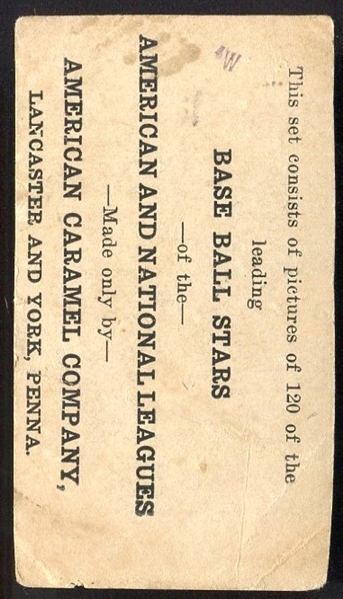 This set consists of pictures of 120 of the
leading
BASE BALL STARS
—of the—
AMERICAN AND NATIONAL LEAGUES
—Made only by—
AMERICAN CARAMEL COMPANY,
LANCASTER AND YORK, PENNA.